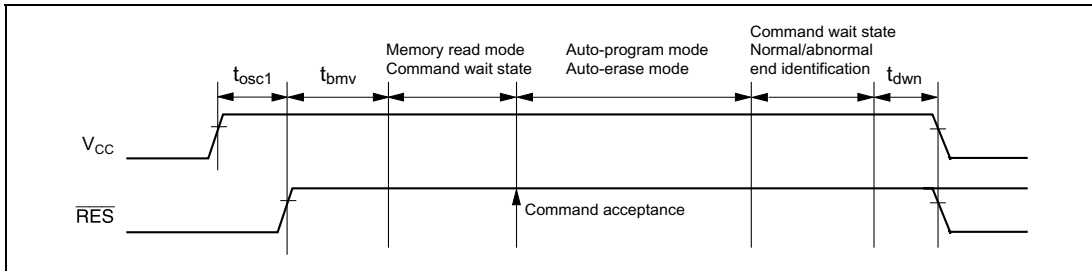 Memory read mode
Command wait state
Auto-program mode
Auto-erase mode
Command wait state
Normal/abnormal
end identification
tosc1
tbmv
tdwn
VCC
RES
Command acceptance